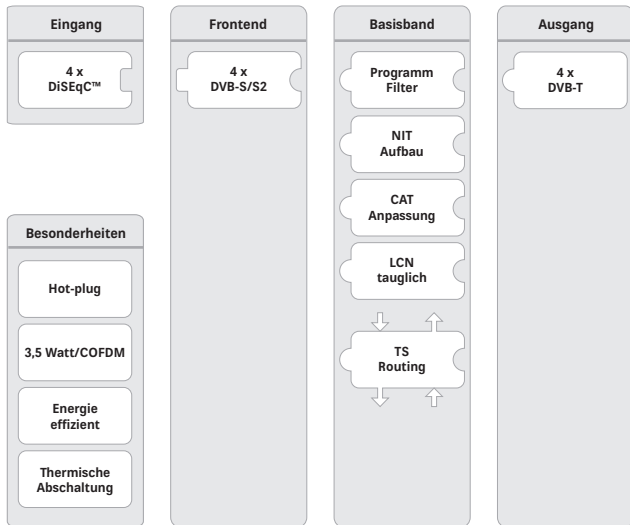 Eingang
4 x
DiSEqC™
Frontend
4 x
DVB-S/S2
Basisband
Programm
Filter
NIT
Aufbau
CAT
Anpassung
LCN
tauglich
TS
Routing
Ausgang
4 x
DVB-T
Besonderheiten
Hot-plug
3,5 Watt/COFDM
Energie
effizient
Thermische
Abschaltung